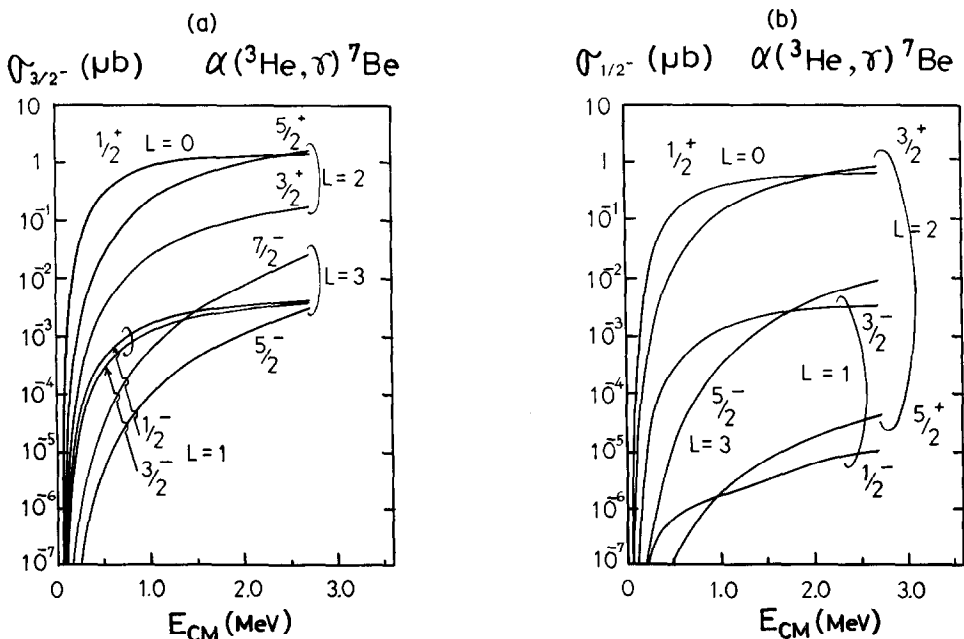 (a)
σ3/2- (μb) α(³He, γ)⁷Be
10
1
10⁻¹
10⁻²
10⁻³
10⁻⁴
10⁻⁵
10⁻⁶
10⁻⁷
1/2⁺ L=0
5/2⁺
3/2⁺
L=2
7/2⁻
L=3
5/2⁻
1/2⁻
3/2⁻ L=1
0 1.0 2.0 3.0
E_CM (MeV)
(b)
σ1/2- (μb) α(³He, γ)⁷Be
10
1
10⁻¹
10⁻²
10⁻³
10⁻⁴
10⁻⁵
10⁻⁶
10⁻⁷
1/2⁺ L=0
3/2⁺
L=2
3/2⁻
L=1
5/2⁻
L=3
5/2⁺
1/2⁻
0 1.0 2.0 3.0
E_CM (MeV)